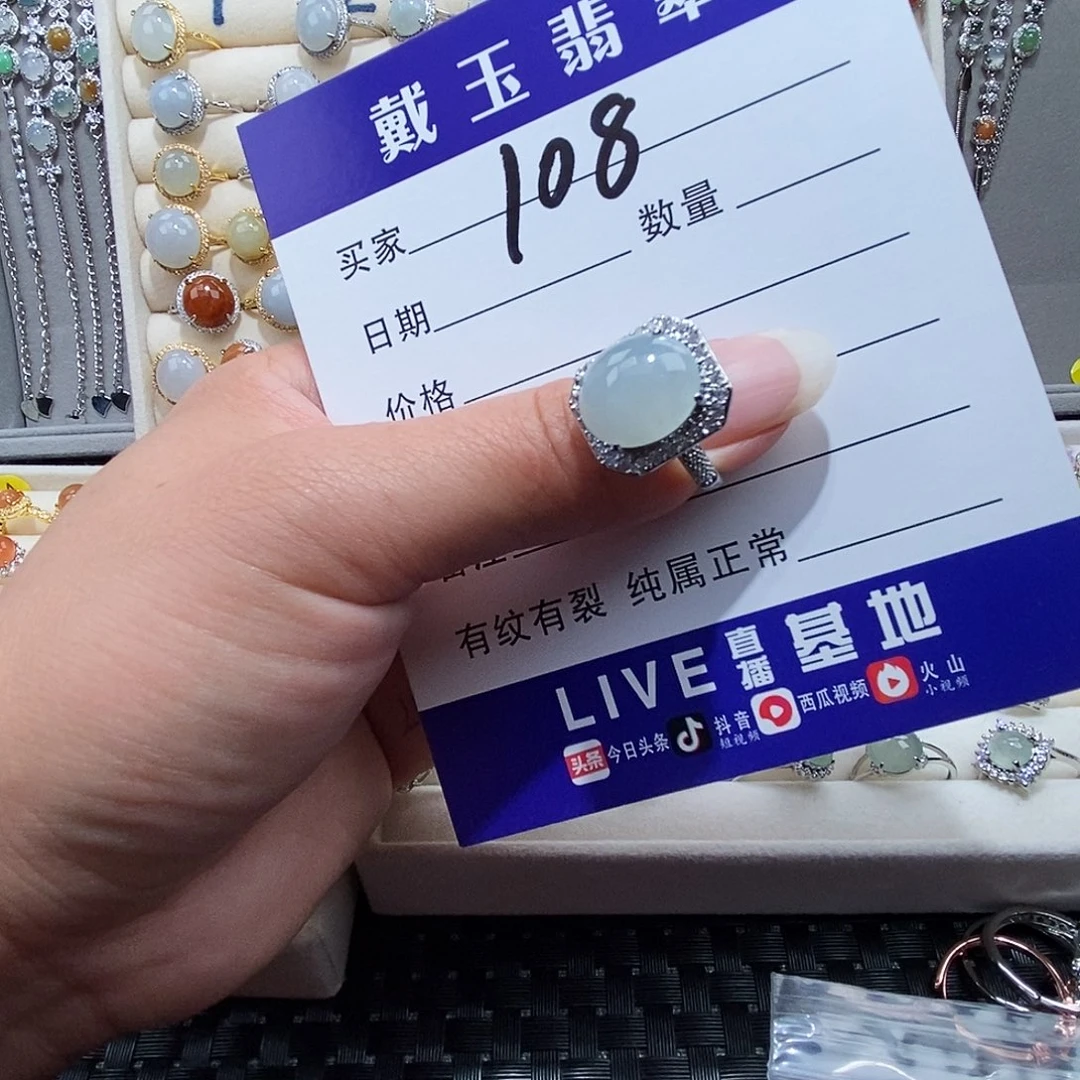 戴玉翡翠
买家 108
日期 数量
价格
有纹有裂 纯属正常
LIVE 直播 基地
头条 今日头条 抖音短视频 西瓜视频 火山小视频